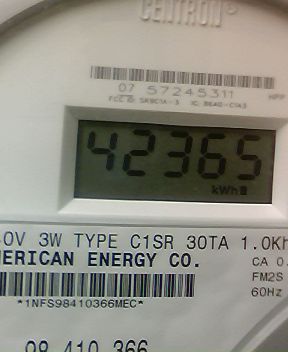 CENTRON
07 57245311
FCC ID: SK9C1A-3 IC: 864G-C1A3
42365
kWh
0V 3W TYPE C1SR 30TA 1.0Kh
MERICAN ENERGY CO.
CA 0.
FM2S
60Hz
*1NFS98410366MEC*
98 410 366